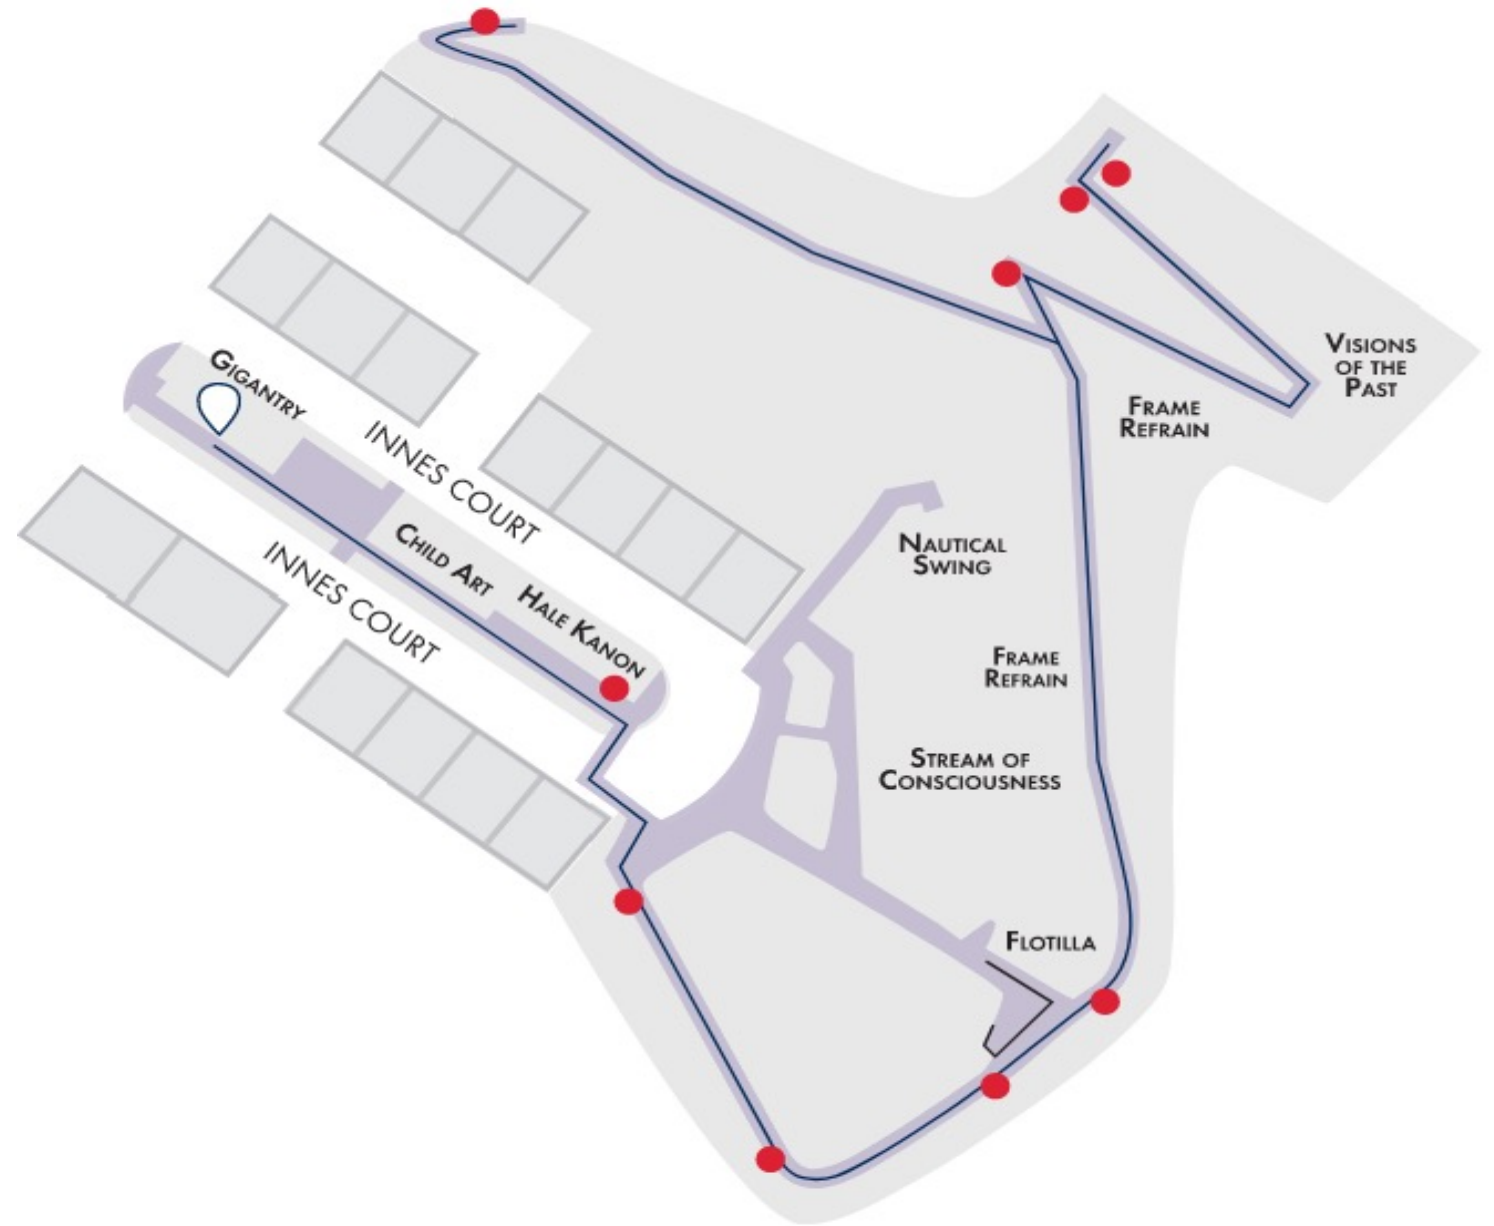 Gigantry
INNES COURT
Child Art
Hale Kanon
INNES COURT
Visions
of the
Past
Frame
Refrain
Nautical
Swing
Frame
Refrain
Stream of
Consciousness
Flotilla